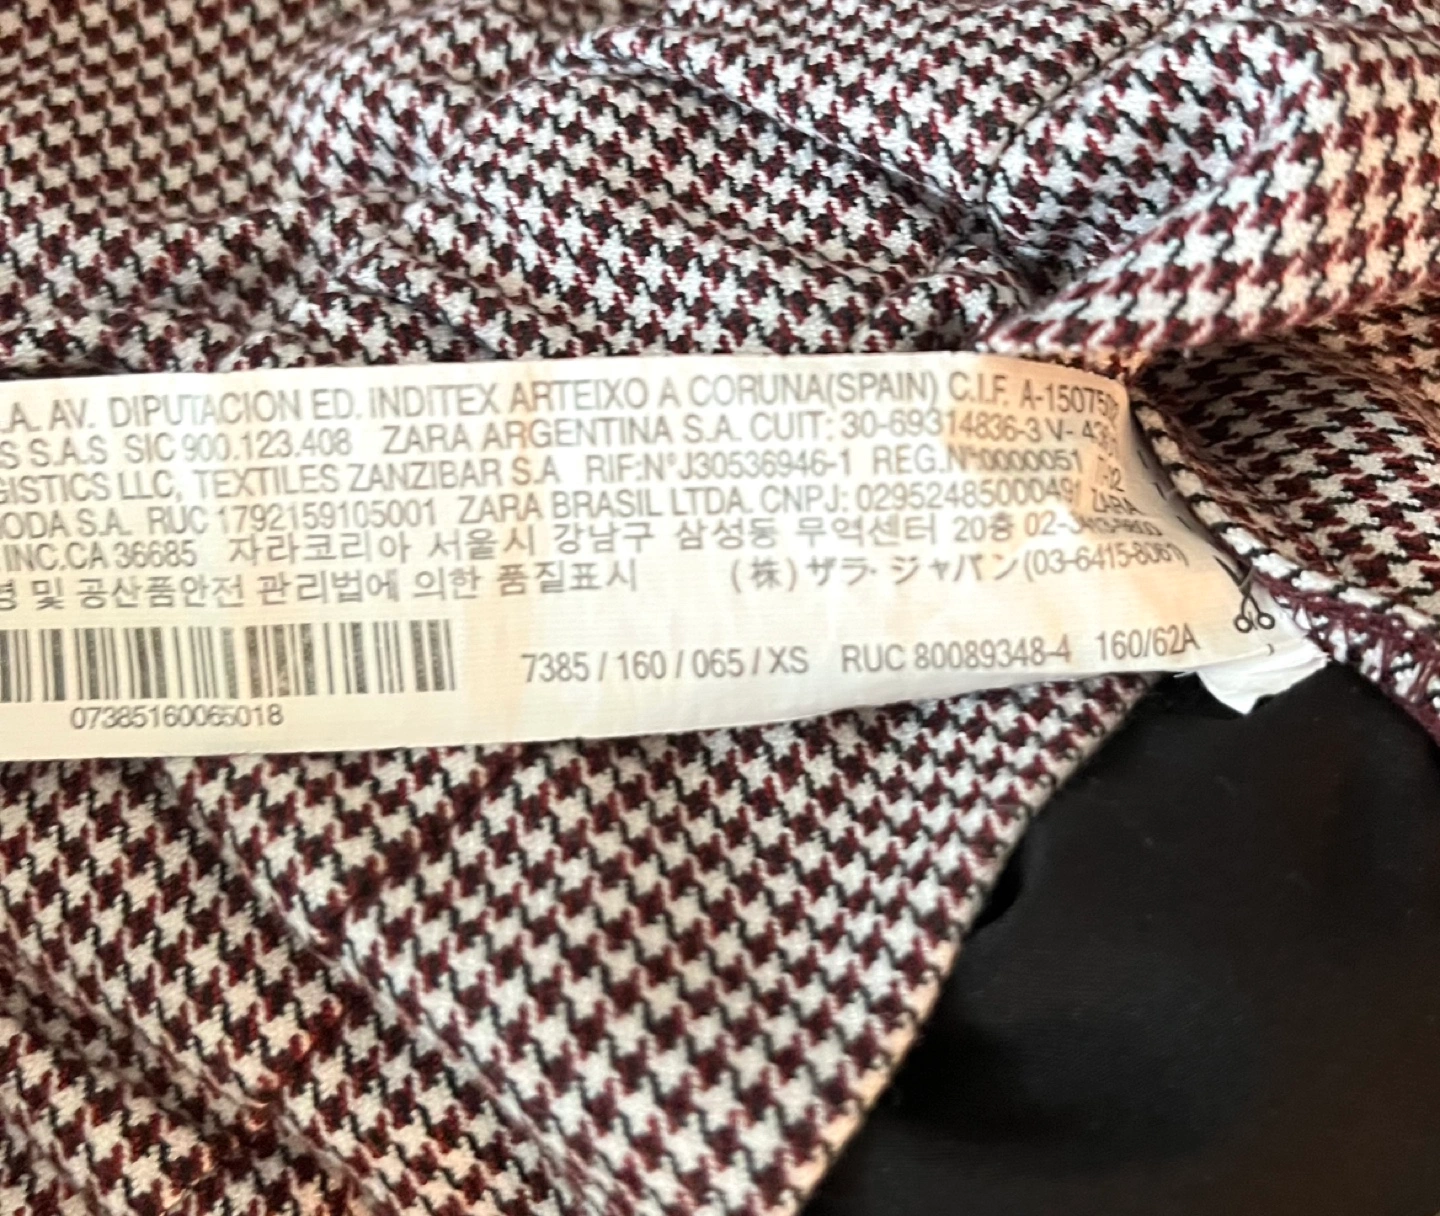 .A. AV. DIPUTACION ED. INDITEX ARTEIXO A CORUNA(SPAIN) C.I.F.
S S.A.S SIC 900.123.408 ZARA ARGENTINA S.A. CUIT: 30-69314836-3 V-
GISTICS LLC, TEXTILES ZANZIBAR S.A RIF:N°J30536946-1 REG.N°:0000051
ODA S.A. RUC 1792159105001 ZARA BRASIL LTDA. CNPJ: ZARA
INC.CA 36685 자라코리아 서울시 강남구 삼성동 무역센터 20층
명 및 공산품안전 관리법에 의한 품질표시 (株)ザラ・ジャパン(03-6415-8061)
7385 / 160 / 065 / XS RUC 80089348-4 160/62A
07385160065018